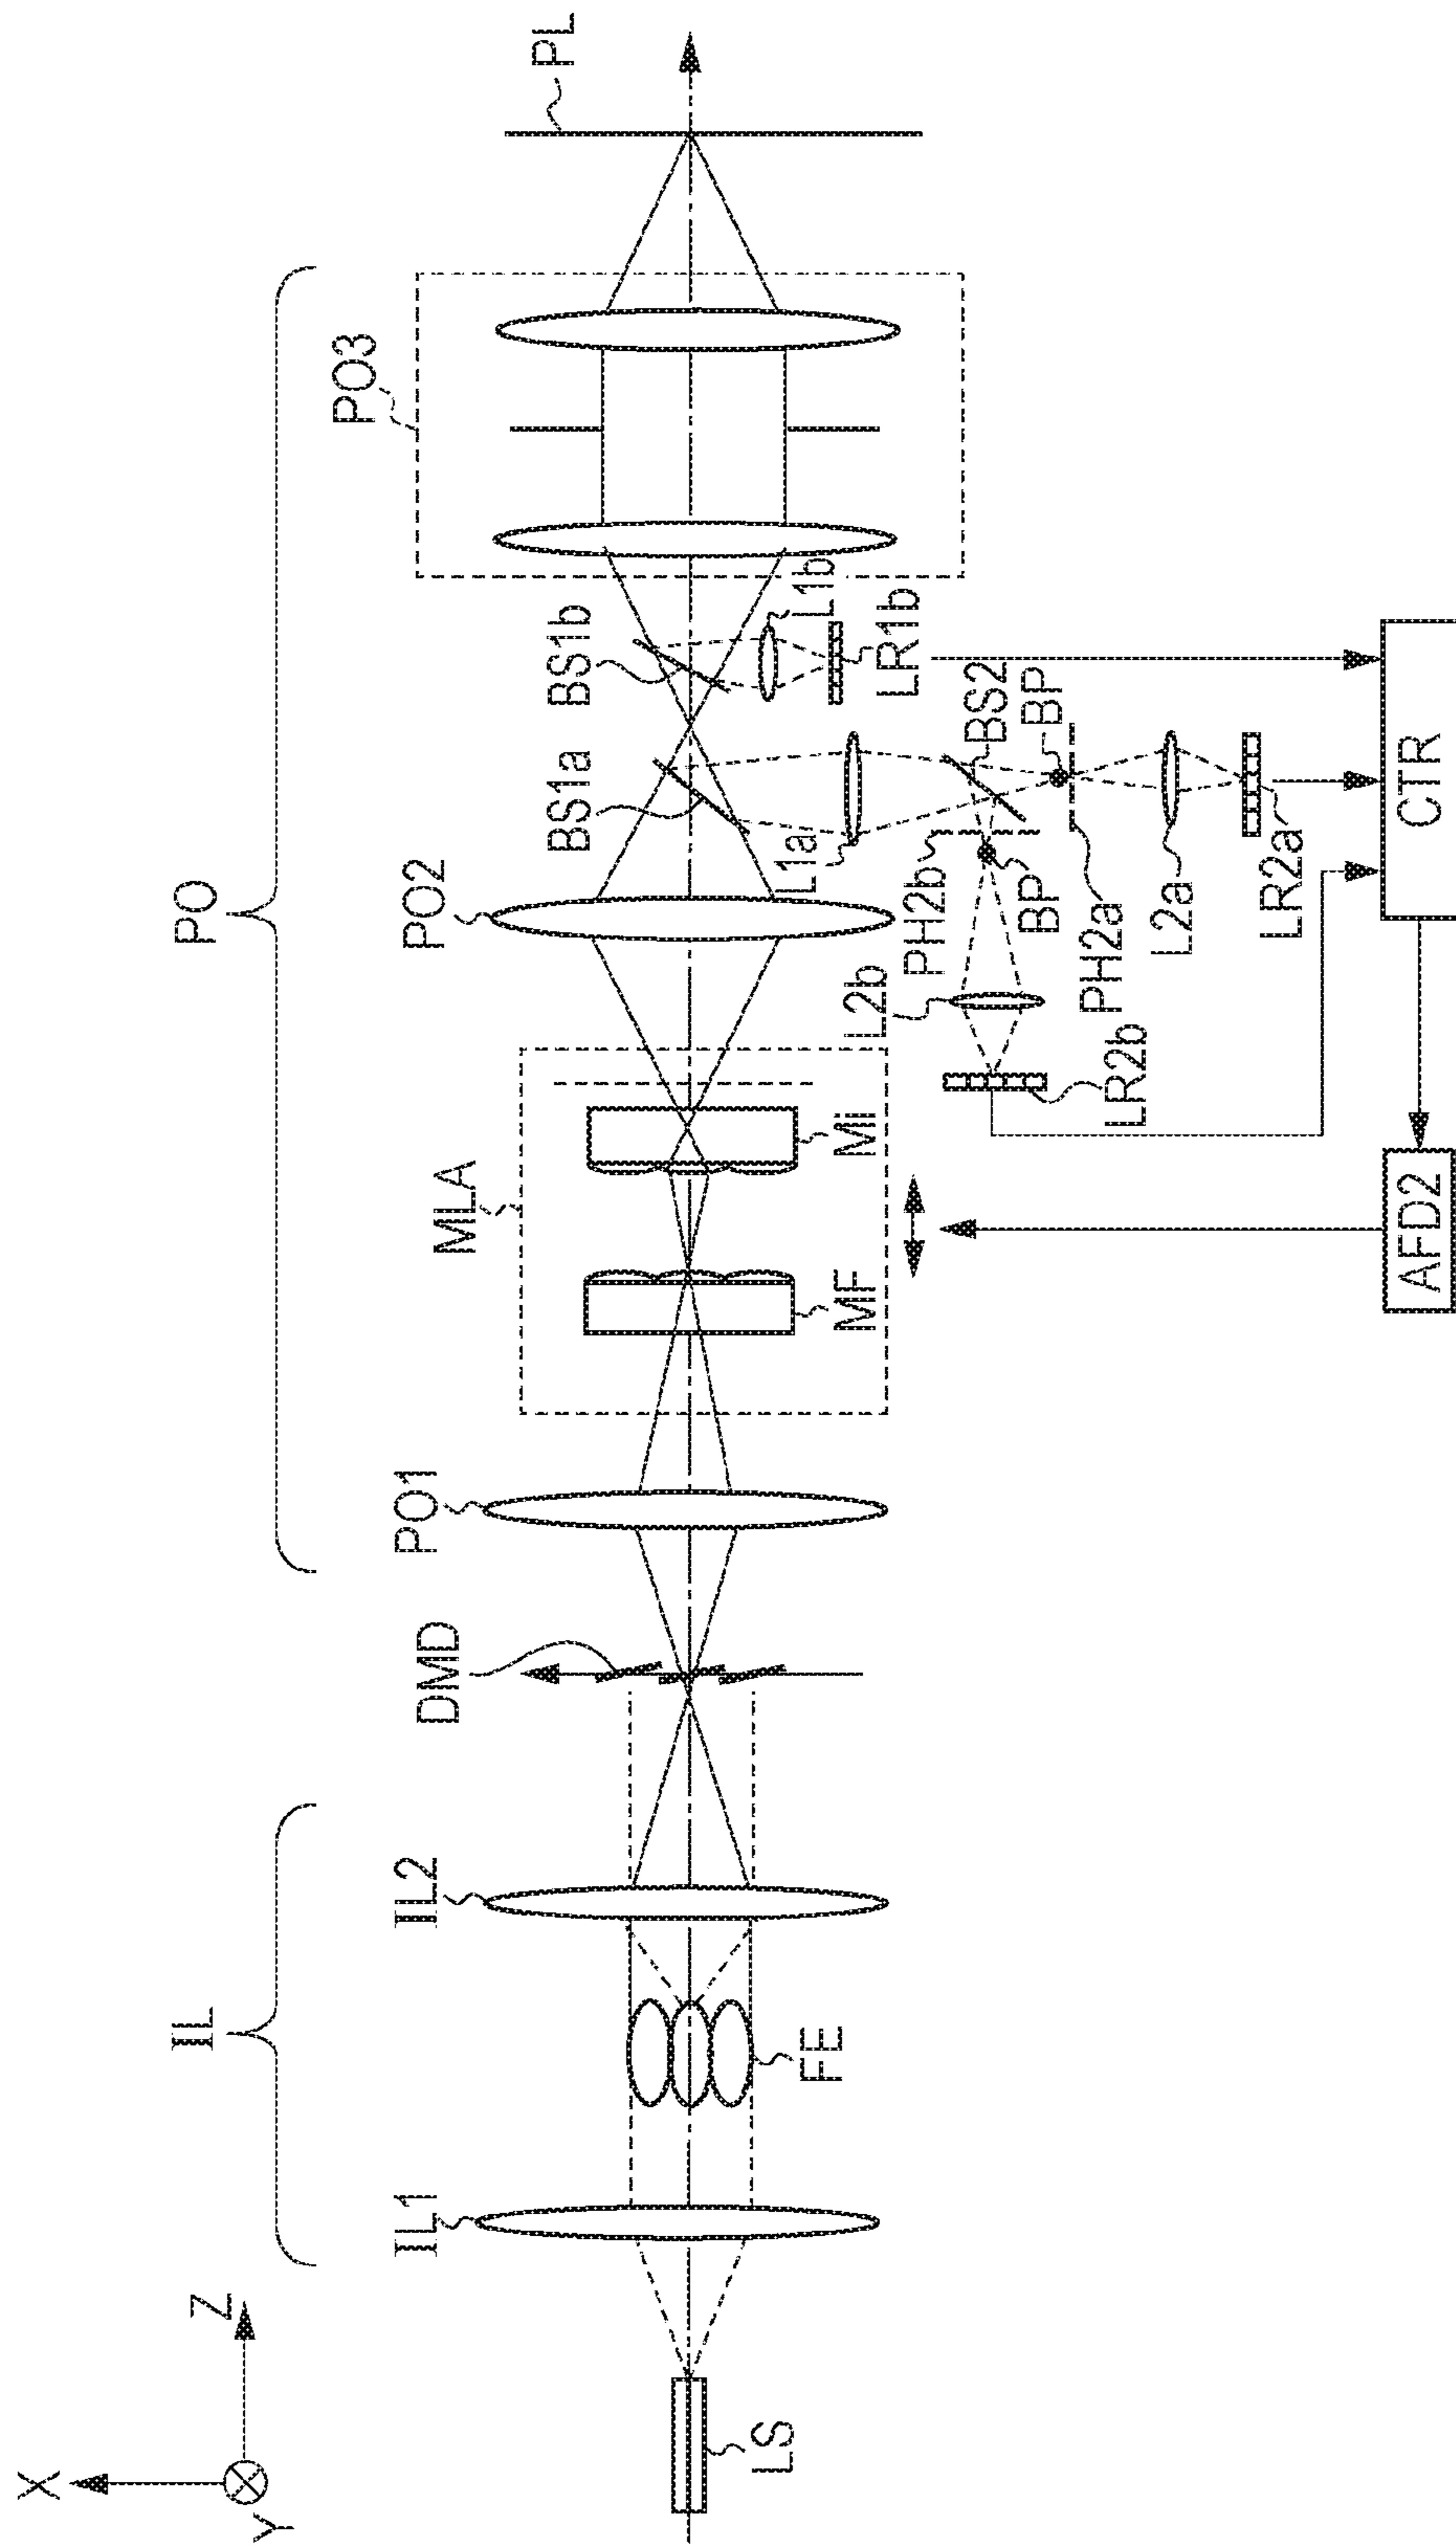 X
Z
Y
LS
IL
IL1
FE
IL2
DMD
PO
PO1
MLA
MF
Mi
PO2
BS1a
BS1b
PO3
PL
L1b
LR1b
L1a
BS2
BP
PH2b
BP
PH2a
L2b
LR2b
L2a
LR2a
CTR
AFD2